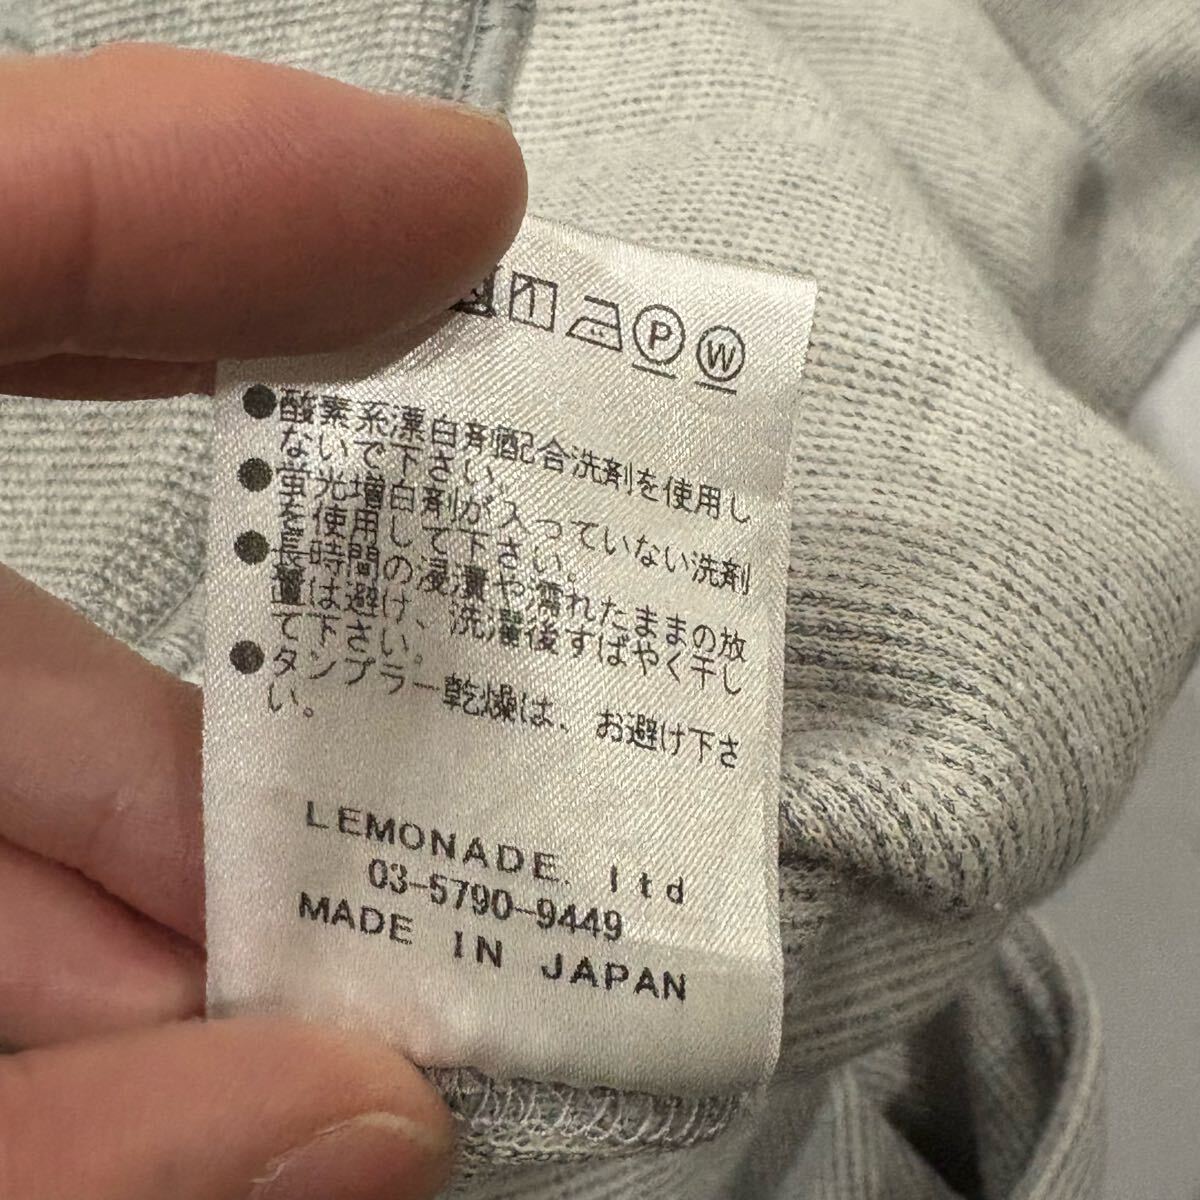 P W
●酸素系漂白剤配合洗剤を使用し
ないで下さい。
●蛍光増白剤が入っていない洗剤
を使用して下さい。
●長時間の浸漬や濡れたままの放
置は避け、洗濯後すばやく干し
て下さい。
●タンブラー乾燥は、お避け下さ
い。
LEMONADE. ltd
03-5790-9449
MADE IN JAPAN